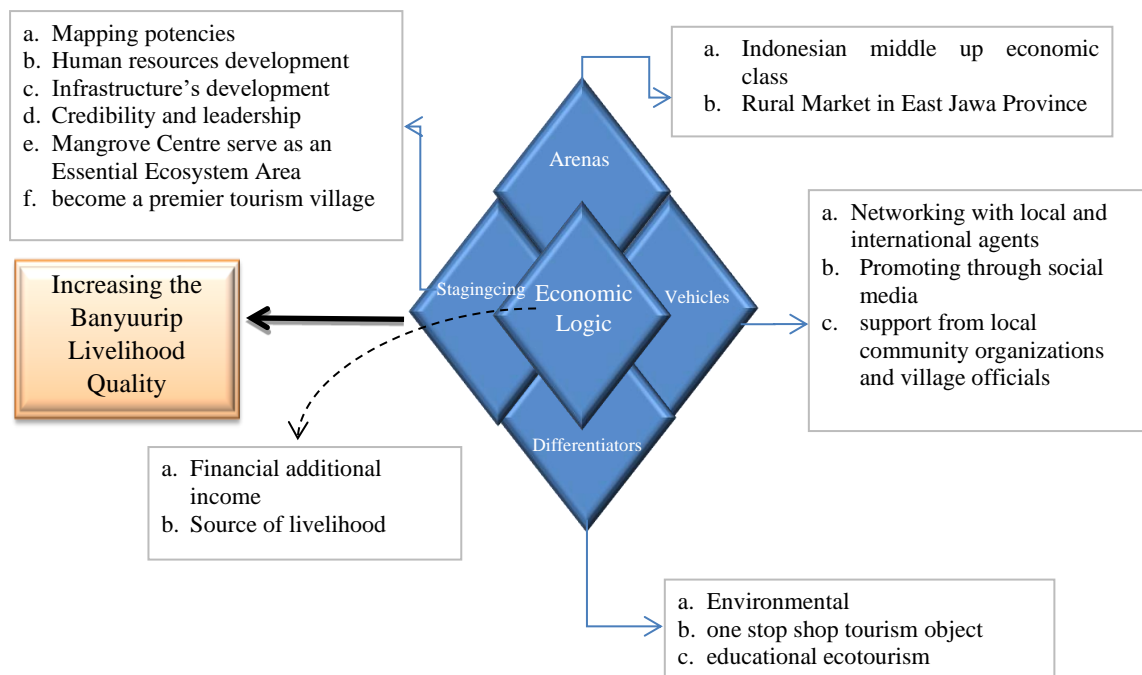 a. Mapping potencies
b. Human resources development
c. Infrastructure's development
d. Credibility and leadership
e. Mangrove Centre serve as an
Essential Ecosystem Area
f. become a premier tourism village
a. Indonesian middle up economic
class
b. Rural Market in East Jawa Province
Arenas
Stagingcing
Economic
Logic
Vehicles
Differentiators
a. Networking with local and
international agents
b. Promoting through social
media
c. support from local
community organizations
and village officials
Increasing the
Banyuurip
Livelihood
Quality
a. Financial additional
income
b. Source of livelihood
a. Environmental
b. one stop shop tourism object
c. educational ecotourism